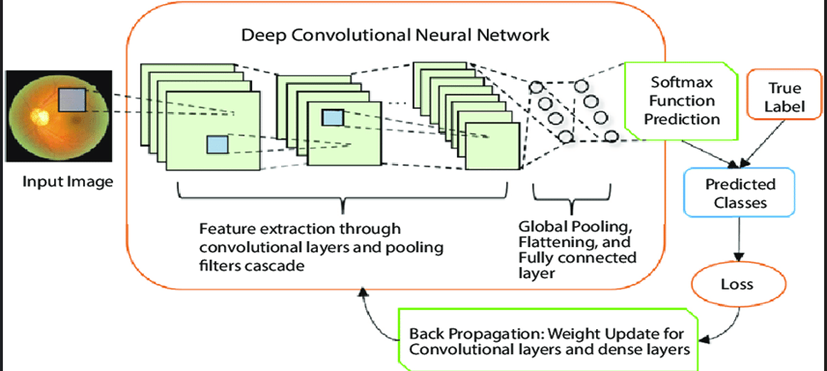 Deep Convolutional Neural Network
Input Image
Feature extraction through
convolutional layers and pooling
filters cascade
Global Pooling,
Flattening, and
Fully connected
layer
Softmax
Function
Prediction
True
Label
Predicted
Classes
Loss
Back Propagation: Weight Update for
Convolutional layers and dense layers